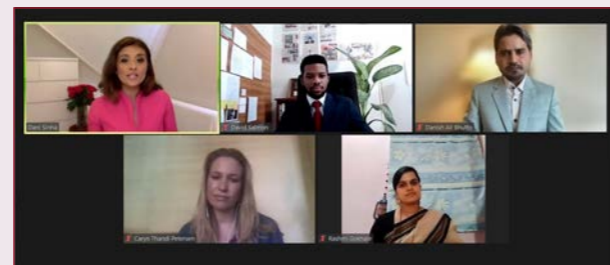 Dani Sinha
David Salmon
Danish Ali Bhutto
Caryn Thandi Petersen
Rashmi